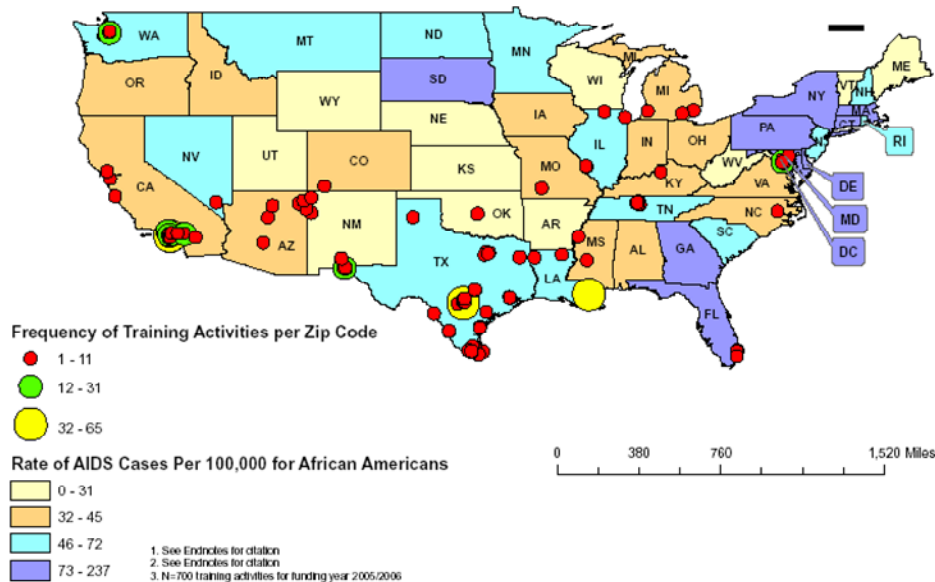 WA
MT
ND
MN
ME
OR
ID
SD
WI
MI
VT
NH
NY
MA
WY
MI
CT
RI
IA
PA
NE
NV
IL
IN
OH
UT
CO
WV
DE
CA
KS
MO
KY
VA
MD
OK
TN
NC
DC
AZ
NM
AR
SC
MS
AL
GA
TX
LA
FL
Frequency of Training Activities per Zip Code
1 - 11
12 - 31
32 - 65
Rate of AIDS Cases Per 100,000 for African Americans
0 - 31
32 - 45
46 - 72
73 - 237
0 380 760 1,520 Miles
1. See Endnotes for citation
2. See Endnotes for citation
3. N=700 training activities for funding year 2005/2006